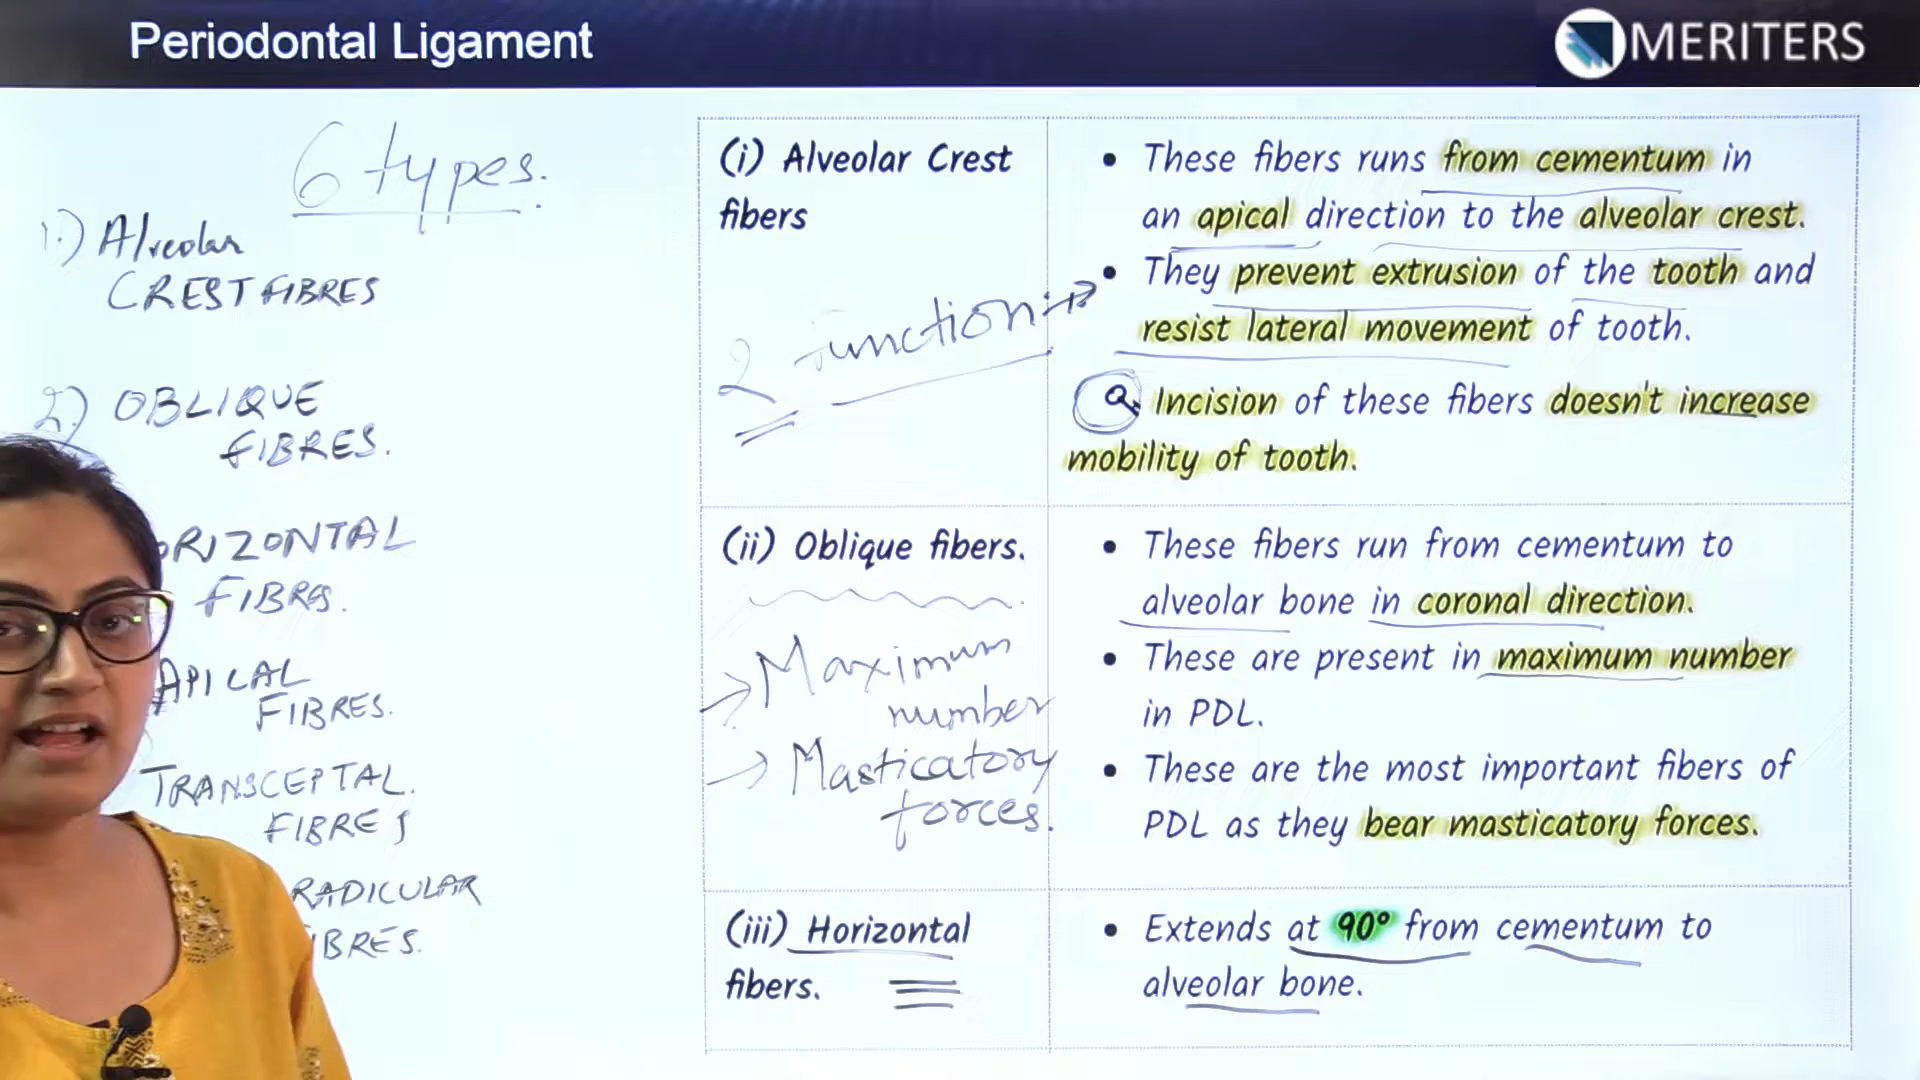 Periodontal Ligament
MERITERS
6 types.
1.) Alveolar
CREST FIBRES
2.) OBLIQUE
FIBRES.
ORIZONTAL
FIBRES.
APICAL
FIBRES.
TRANSCEPTAL
FIBRES
RADICULAR
IBRES.
(i) Alveolar Crest
fibers
2 function :→
• These fibers runs from cementum in
an apical direction to the alveolar crest.
• They prevent extrusion of the tooth and
resist lateral movement of tooth.
Q. Incision of these fibers doesn't increase
mobility of tooth.
(ii) Oblique fibers.
→ Maximum
number
→ Masticatory
forces.
• These fibers run from cementum to
alveolar bone in coronal direction.
• These are present in maximum number
in PDL.
• These are the most important fibers of
PDL as they bear masticatory forces.
(iii) Horizontal
fibers.
• Extends at 90° from cementum to
alveolar bone.